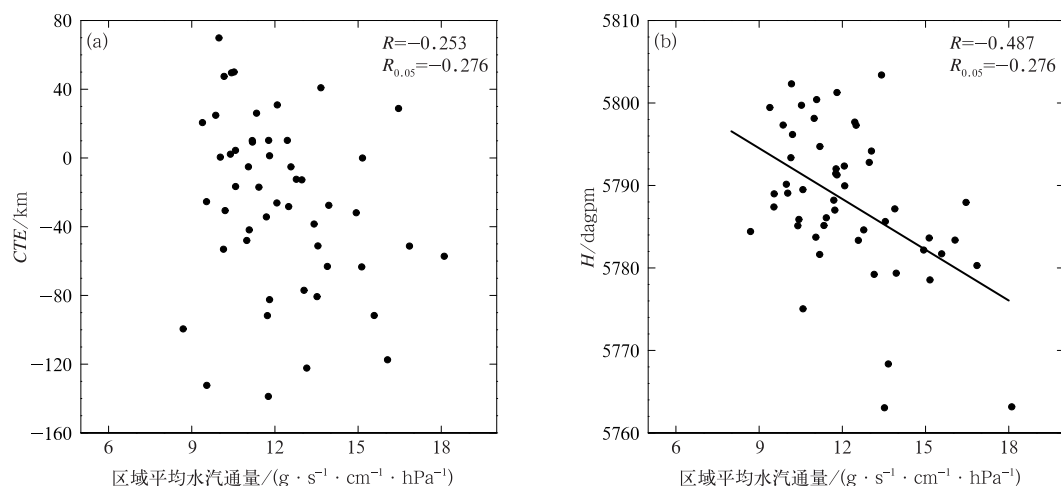 (a)
R=−0.253
R0.05=−0.276
80
40
0
−40
−80
−120
−160
CTE/km
6 9 12 15 18
区域平均水汽通量/(g·s⁻¹·cm⁻¹·hPa⁻¹)
(b)
R=−0.487
R0.05=−0.276
5810
5800
5790
5780
5770
5760
H/dagpm
6 9 12 15 18
区域平均水汽通量/(g·s⁻¹·cm⁻¹·hPa⁻¹)